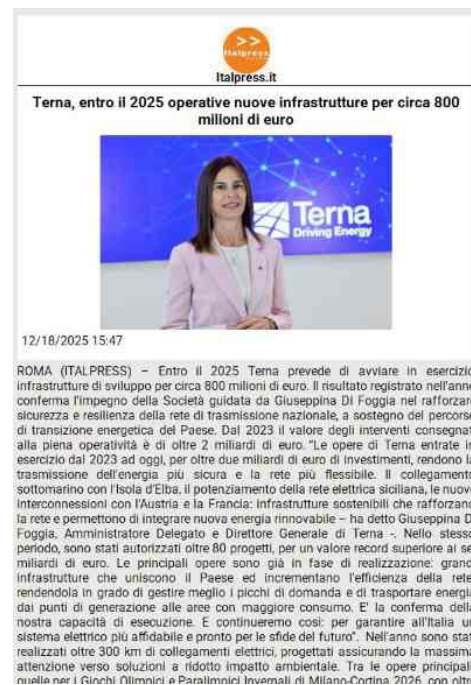 >>
Italpress
Italpress.it
Terna, entro il 2025 operative nuove infrastrutture per circa 800
milioni di euro
Terna
Driving Energy
12/18/2025 15:47
ROMA (ITALPRESS) – Entro il 2025 Terna prevede di avviare in esercizio
infrastrutture di sviluppo per circa 800 milioni di euro. Il risultato registrato nell'anno
conferma l'impegno della Società guidata da Giuseppina Di Foggia nel rafforzare
sicurezza e resilienza della rete di trasmissione nazionale, a sostegno del percorso
di transizione energetica del Paese. Dal 2023 il valore degli interventi consegnati
alla piena operatività è di oltre 2 miliardi di euro. "Le opere di Terna entrate in
esercizio dal 2023 ad oggi, per oltre due miliardi di euro di investimenti, rendono la
trasmissione dell'energia più sicura e la rete più flessibile. Il collegamento
sottomarino con l'Isola d'Elba, il potenziamento della rete elettrica siciliana, le nuove
interconnessioni con l'Austria e la Francia: infrastrutture sostenibili che rafforzano
la rete e permettono di integrare nuova energia rinnovabile – ha detto Giuseppina Di
Foggia, Amministratore Delegato e Direttore Generale di Terna -. Nello stesso
periodo, sono stati autorizzati oltre 80 progetti, per un valore record superiore ai sei
miliardi di euro. Le principali opere sono già in fase di realizzazione: grandi
infrastrutture che uniscono il Paese ed incrementano l'efficienza della rete,
rendendola in grado di gestire meglio i picchi di domanda e di trasportare energia
dai punti di generazione alle aree con maggiore consumo. E' la conferma della
nostra capacità di esecuzione. E continueremo così: per garantire all'Italia un
sistema elettrico più affidabile e pronto per le sfide del futuro". Nell'anno sono stati
realizzati oltre 300 km di collegamenti elettrici, progettati assicurando la massima
attenzione verso soluzioni a ridotto impatto ambientale. Tra le opere principali,
quelle per i Giochi Olimpici e Paralimpici Invernali di Milano-Cortina 2026, con oltre